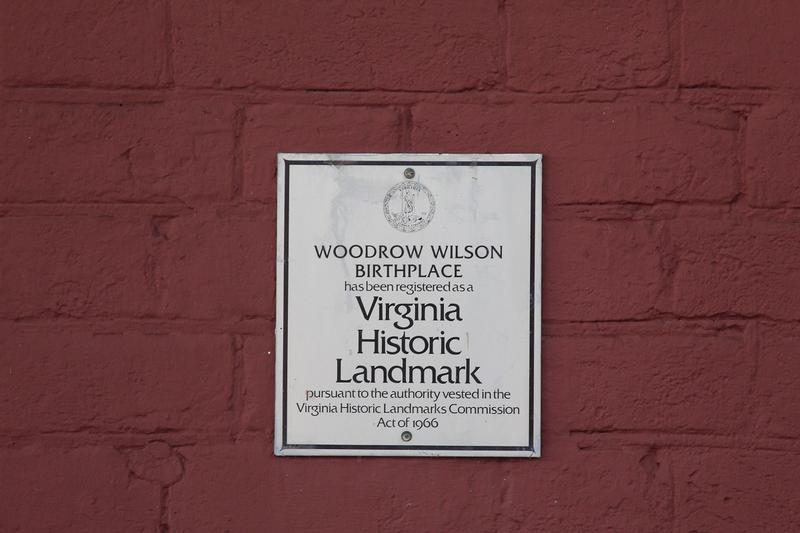 WOODROW WILSON
BIRTHPLACE
has been registered as a
Virginia
Historic
Landmark
pursuant to the authority vested in the
Virginia Historic Landmarks Commission
Act of 1966